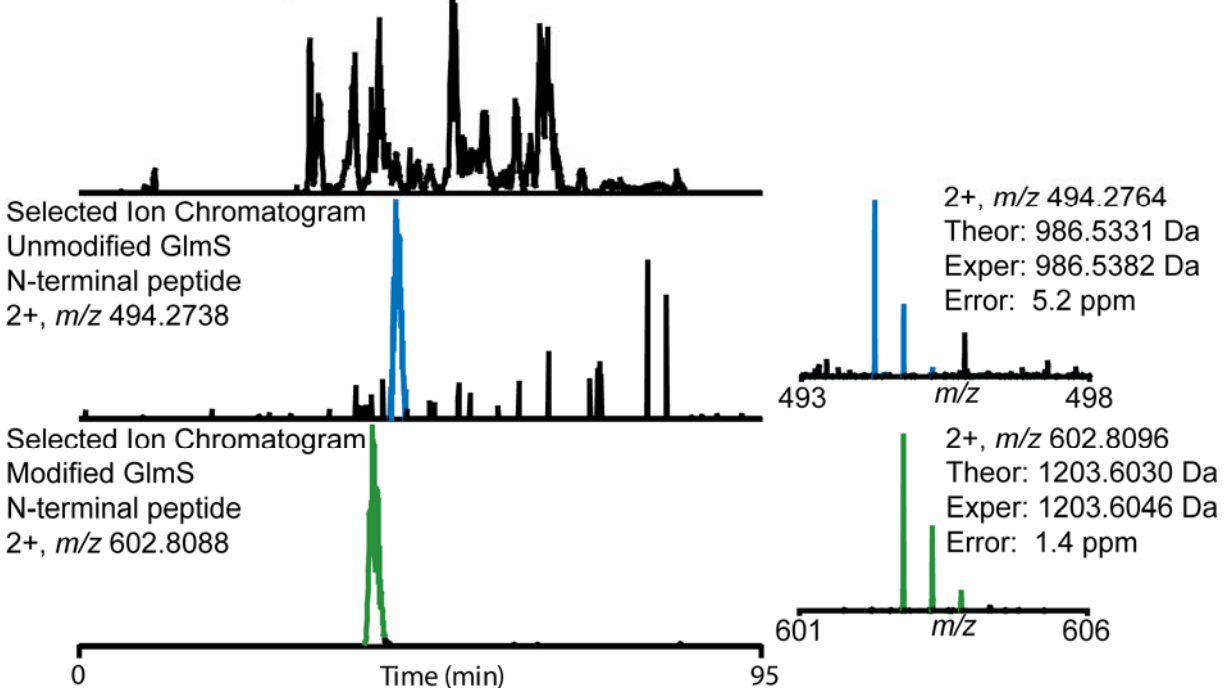 Selected Ion Chromatogram
Unmodified GlmS
N-terminal peptide
2+, m/z 494.2738
2+, m/z 494.2764
Theor: 986.5331 Da
Exper: 986.5382 Da
Error: 5.2 ppm
493
m/z
498
Selected Ion Chromatogram
Modified GlmS
N-terminal peptide
2+, m/z 602.8088
2+, m/z 602.8096
Theor: 1203.6030 Da
Exper: 1203.6046 Da
Error: 1.4 ppm
601
m/z
606
0
Time (min)
95